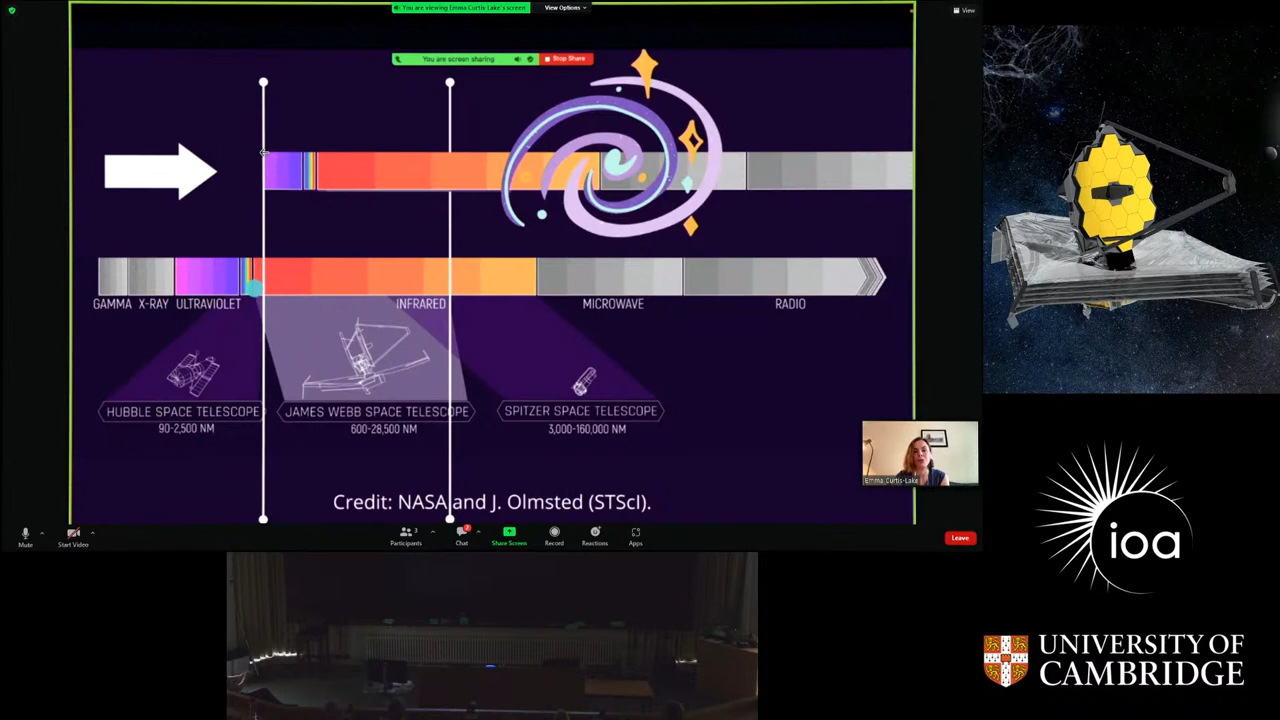 You are viewing Emma Curtis Lake's screen
View Options
View
You are screen sharing
Stop Share
GAMMA X-RAY ULTRAVIOLET INFRARED MICROWAVE RADIO
HUBBLE SPACE TELESCOPE
90-2,500 NM
JAMES WEBB SPACE TELESCOPE
600-28,500 NM
SPITZER SPACE TELESCOPE
3,000-160,000 NM
Credit: NASA and J. Olmsted (STScI).
Emma Curtis-Lake
Mute
Start Video
Participants
3
Chat
2
Share Screen
Record
Reactions
Apps
Leave
ioa
UNIVERSITY OF
CAMBRIDGE